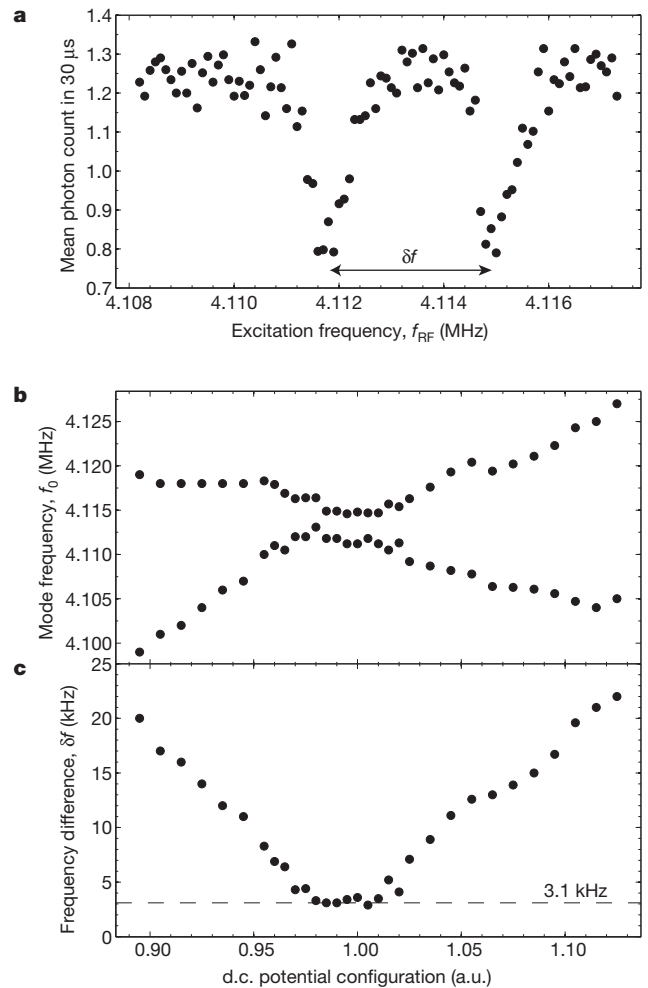 a
1.4
1.3
1.2
1.1
1.0
0.9
0.8
0.7
Mean photon count in 30 μs
δf
4.108 4.110 4.112 4.114 4.116
Excitation frequency, fRF (MHz)
b
4.125
4.120
4.115
4.110
4.105
4.100
Mode frequency, f0 (MHz)
c
25
20
15
10
5
0
Frequency difference, δf (kHz)
3.1 kHz
0.90 0.95 1.00 1.05 1.10
d.c. potential configuration (a.u.)